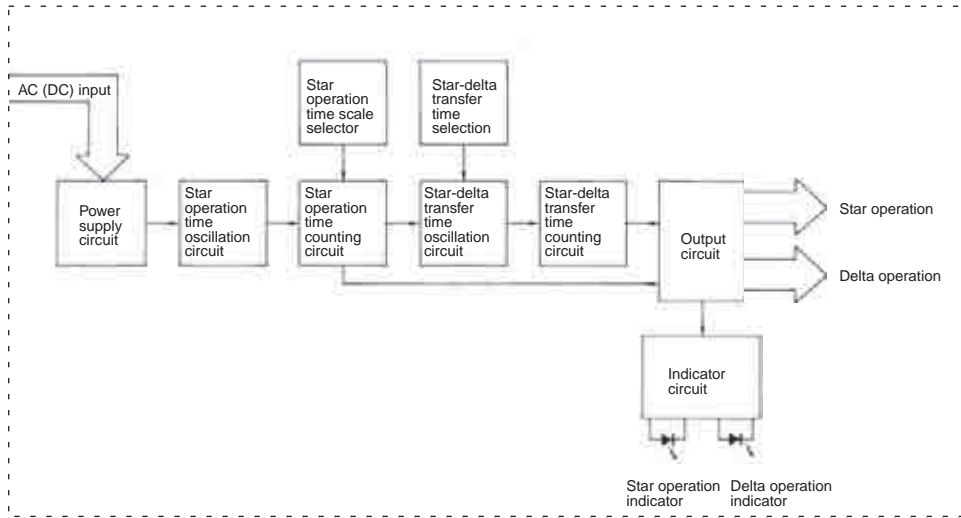 AC (DC) input
Star
operation
time scale
selector
Star-delta
transfer
time
selection
Power
supply
circuit
Star
operation
time
oscillation
circuit
Star
operation
time
counting
circuit
Star-delta
transfer
time
oscillation circuit
Star-delta
transfer
time
counting
circuit
Output
circuit
Star operation
Delta operation
Indicator
circuit
Star operation
indicator
Delta operation
indicator